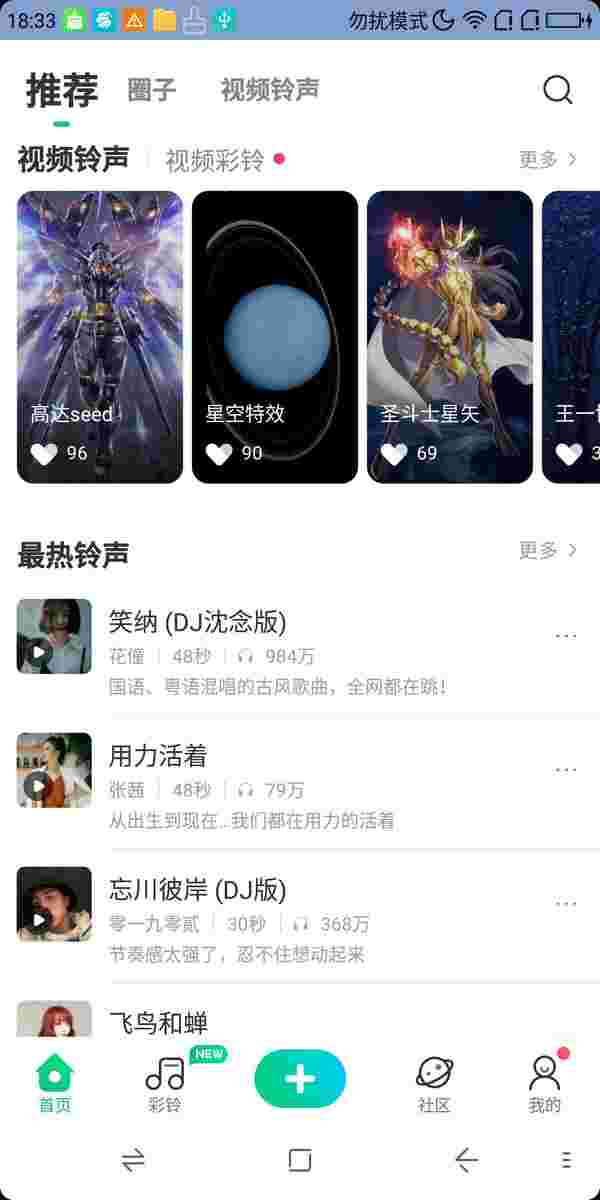 18:33 勿扰模式
推荐 圈子 视频铃声
视频铃声 视频彩铃 更多
高达seed 星空特效 圣斗士星矢 王一
96 90 69 3
最热铃声 更多
笑纳 (DJ沈念版)
花僮 48秒 984万
国语、粤语混唱的古风歌曲，全网都在跳！
用力活着
张茜 48秒 79万
从出生到现在...我们都在用力的活着
忘川彼岸 (DJ版)
零一九零贰 30秒 368万
节奏感太强了，忍不住想动起来
飞鸟和蝉
NEW
首页 彩铃 社区 我的